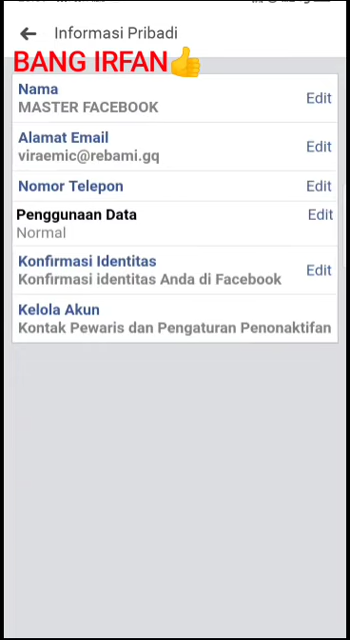 Informasi Pribadi
BANG IRFAN👍
Nama
MASTER FACEBOOK
Edit
Alamat Email
viraemic@rebami.gq
Edit
Nomor Telepon
Edit
Penggunaan Data
Normal
Edit
Konfirmasi Identitas
Konfirmasi identitas Anda di Facebook
Edit
Kelola Akun
Kontak Pewaris dan Pengaturan Penonaktifan